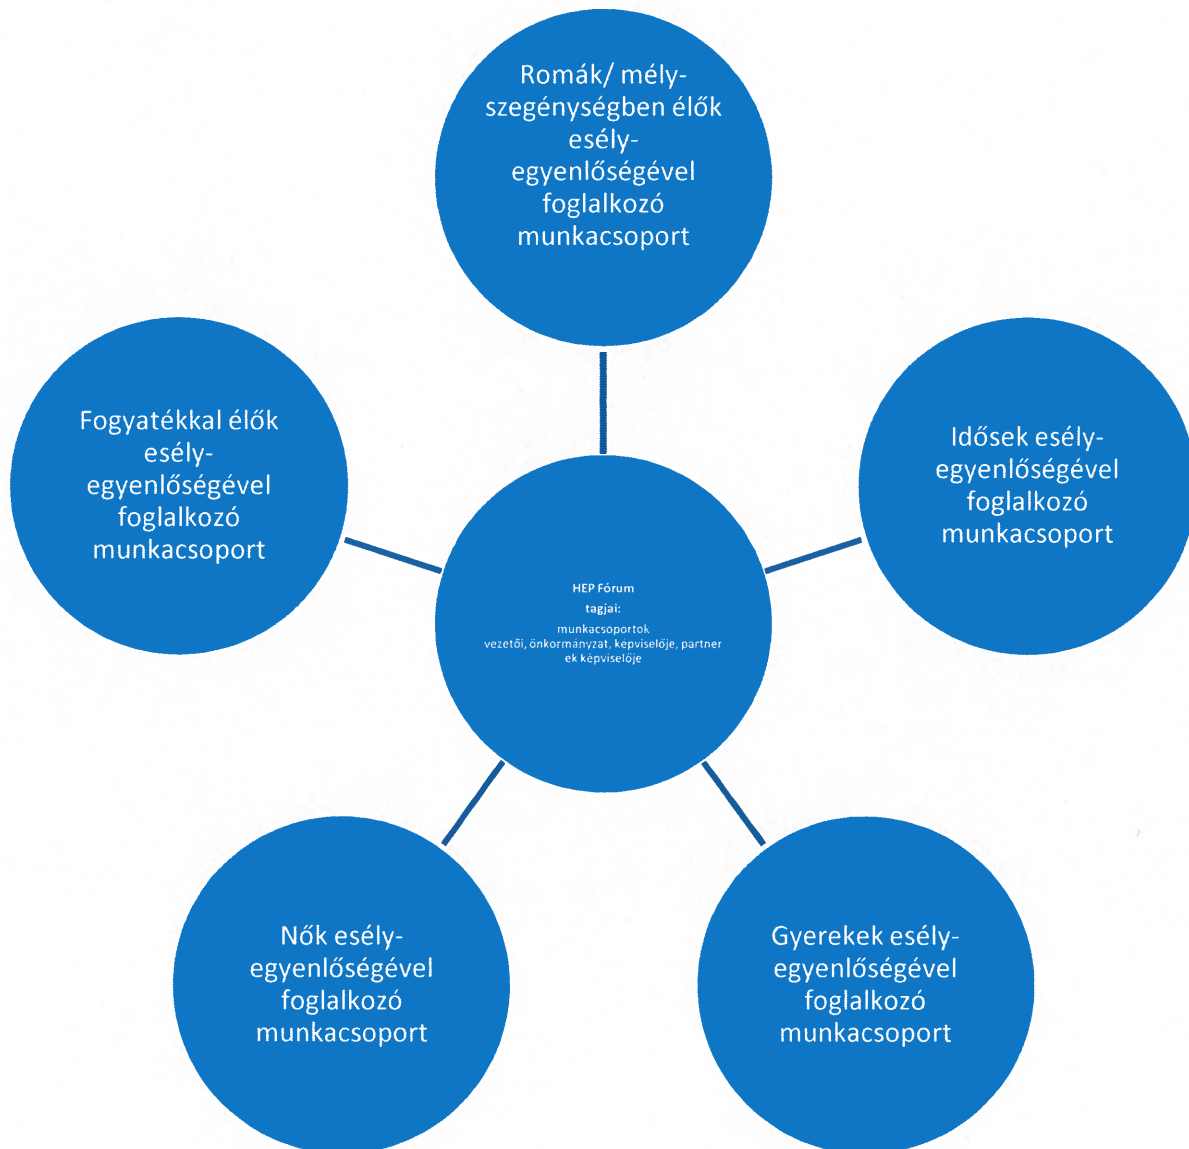 Romák/ mély-
szegénységben élők
esély-
egyenlőségével
foglalkozó
munkacsoport
Fogyatékkal élők
esély-
egyenlőségével
foglalkozó
munkacsoport
Idősek esély-
egyenlőségével
foglalkozó
munkacsoport
HEP Fórum
tagjai:
munkacsoportok
vezetői, önkormányzat, képviselője, partner
ek képviselője
Nők esély-
egyenlőségével
foglalkozó
munkacsoport
Gyerekek esély-
egyenlőségével
foglalkozó
munkacsoport